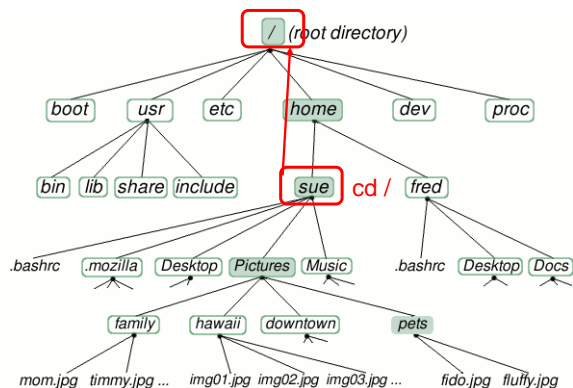 / (root directory)
boot usr etc home dev proc
bin lib share include sue cd / fred
.bashrc .mozilla Desktop Pictures Music .bashrc Desktop Docs
family hawaii downtown pets
mom.jpg timmy.jpg ... img01.jpg img02.jpg img03.jpg ... fido.jpg fluffy.jpg